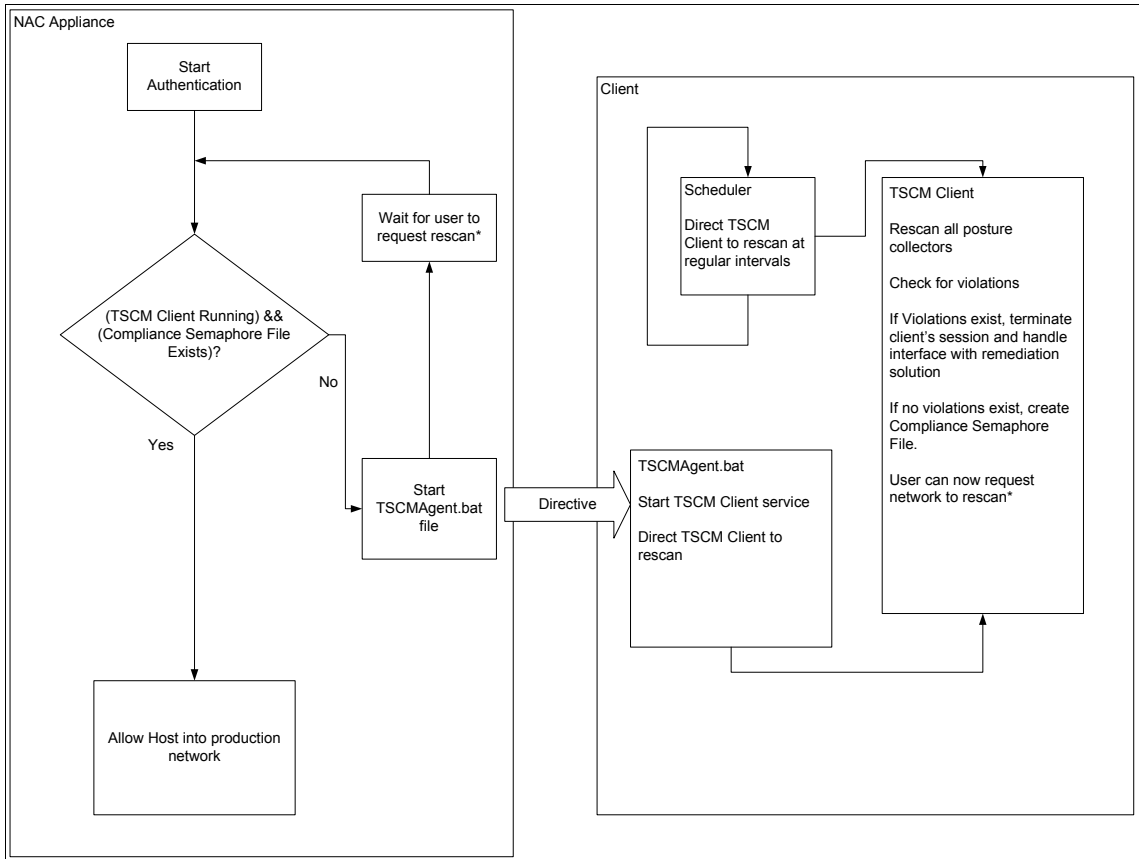 NAC Appliance
Start
Authentication
Wait for user to
request rescan*
(TSCM Client Running) &&
(Compliance Semaphore File
Exists)?
No
Yes
Start
TSCMAgent.bat
file
Allow Host into production
network
Directive
Client
Scheduler
Direct TSCM
Client to rescan at
regular intervals
TSCMAgent.bat
Start TSCM Client service
Direct TSCM Client to
rescan
TSCM Client
Rescan all posture
collectors
Check for violations
If Violations exist, terminate
client's session and handle
interface with remediation
solution
If no violations exist, create
Compliance Semaphore
File.
User can now request
network to rescan*